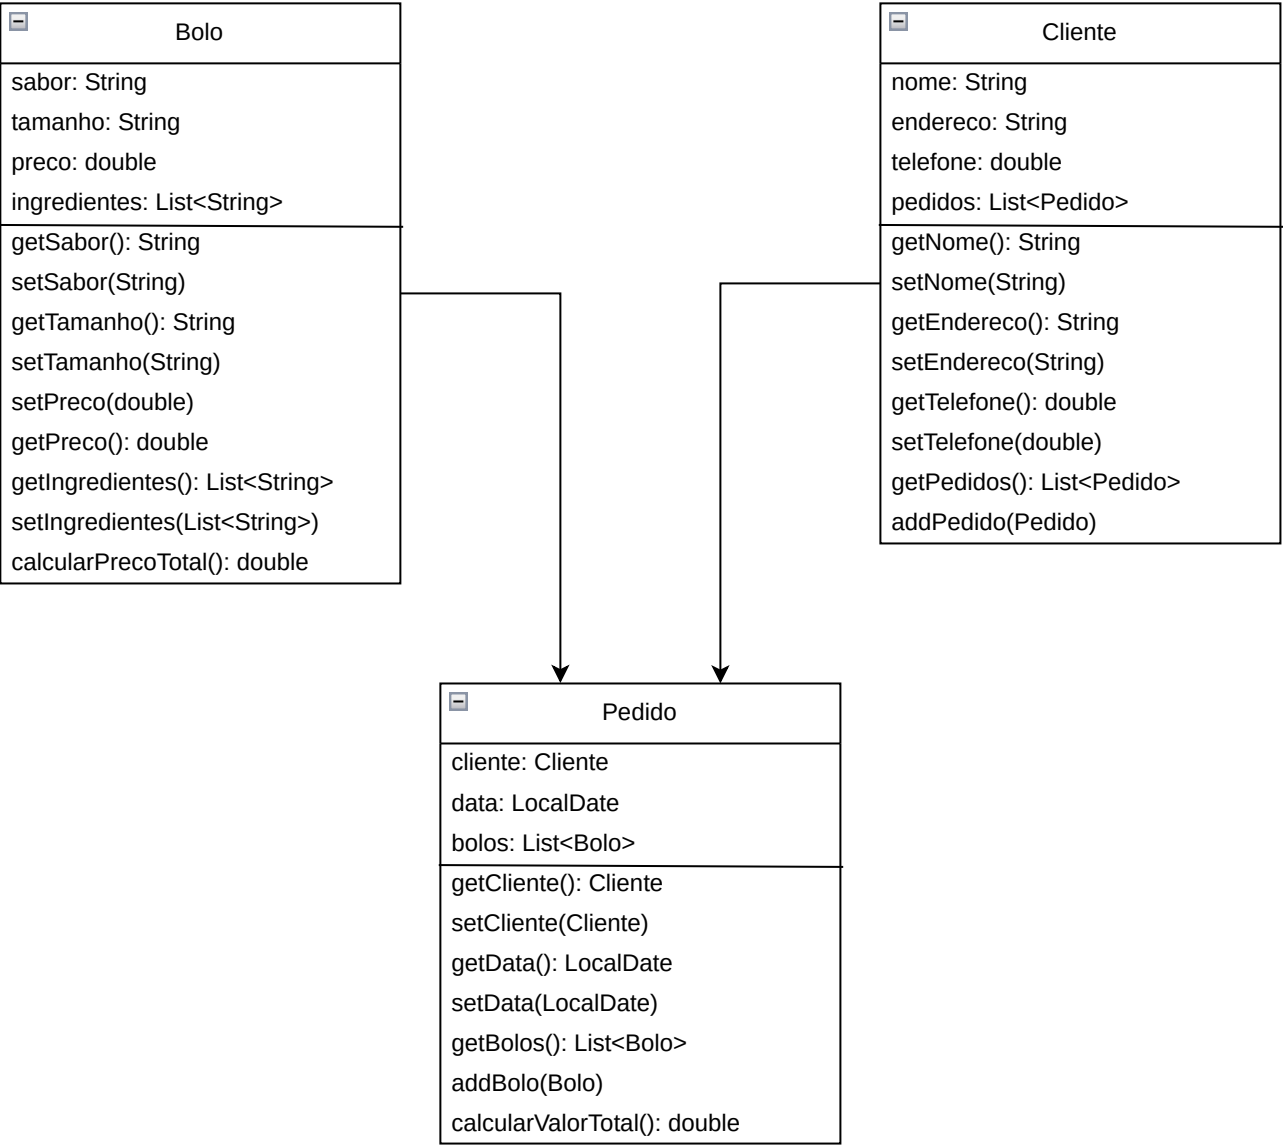 Bolo
sabor: String
tamanho: String
preco: double
ingredientes: List<String>
getSabor(): String
setSabor(String)
getTamanho(): String
setTamanho(String)
setPreco(double)
getPreco(): double
getIngredientes(): List<String>
setIngredientes(List<String>)
calcularPrecoTotal(): double
Cliente
nome: String
endereco: String
telefone: double
pedidos: List<Pedido>
getNome(): String
setNome(String)
getEndereco(): String
setEndereco(String)
getTelefone(): double
setTelefone(double)
getPedidos(): List<Pedido>
addPedido(Pedido)
Pedido
cliente: Cliente
data: LocalDate
bolos: List<Bolo>
getCliente(): Cliente
setCliente(Cliente)
getData(): LocalDate
setData(LocalDate)
getBolos(): List<Bolo>
addBolo(Bolo)
calcularValorTotal(): double